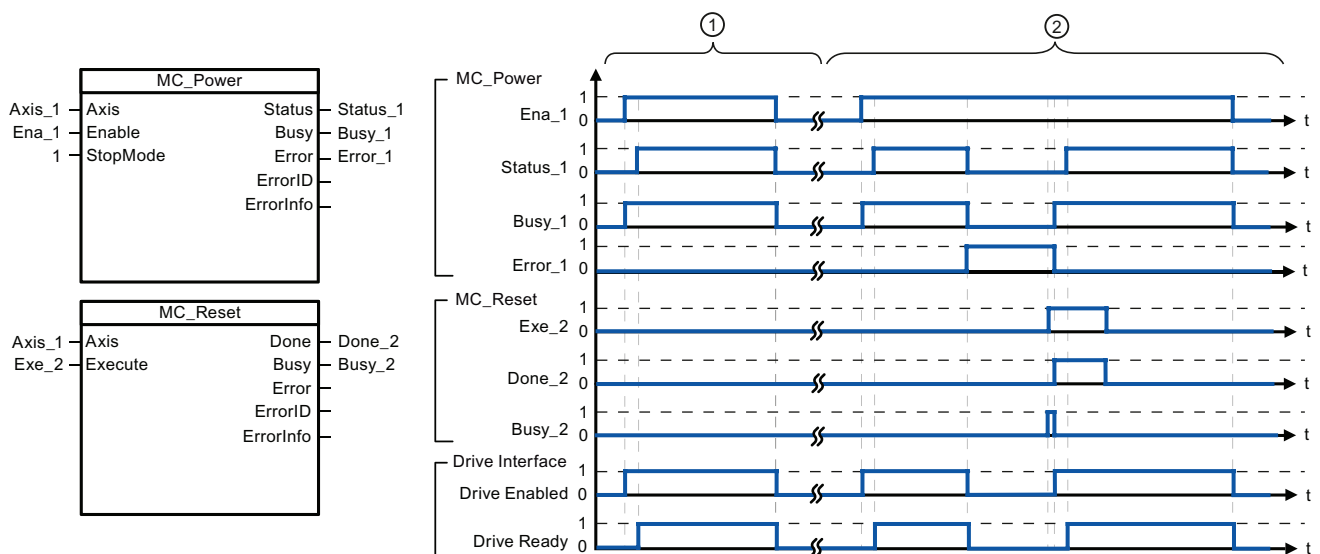 MC_Power
Axis_1 Axis Status Status_1
Ena_1 Enable Busy Busy_1
1 StopMode Error Error_1
ErrorID
ErrorInfo
MC_Reset
Axis_1 Axis Done Done_2
Exe_2 Execute Busy Busy_2
Error
ErrorID
ErrorInfo
1 2
MC_Power
Ena_1 1 0 t
Status_1 1 0 t
Busy_1 1 0 t
Error_1 1 0 t
MC_Reset
Exe_2 1 0 t
Done_2 1 0 t
Busy_2 1 0 t
Drive Interface
Drive Enabled 1 0 t
Drive Ready 1 0 t